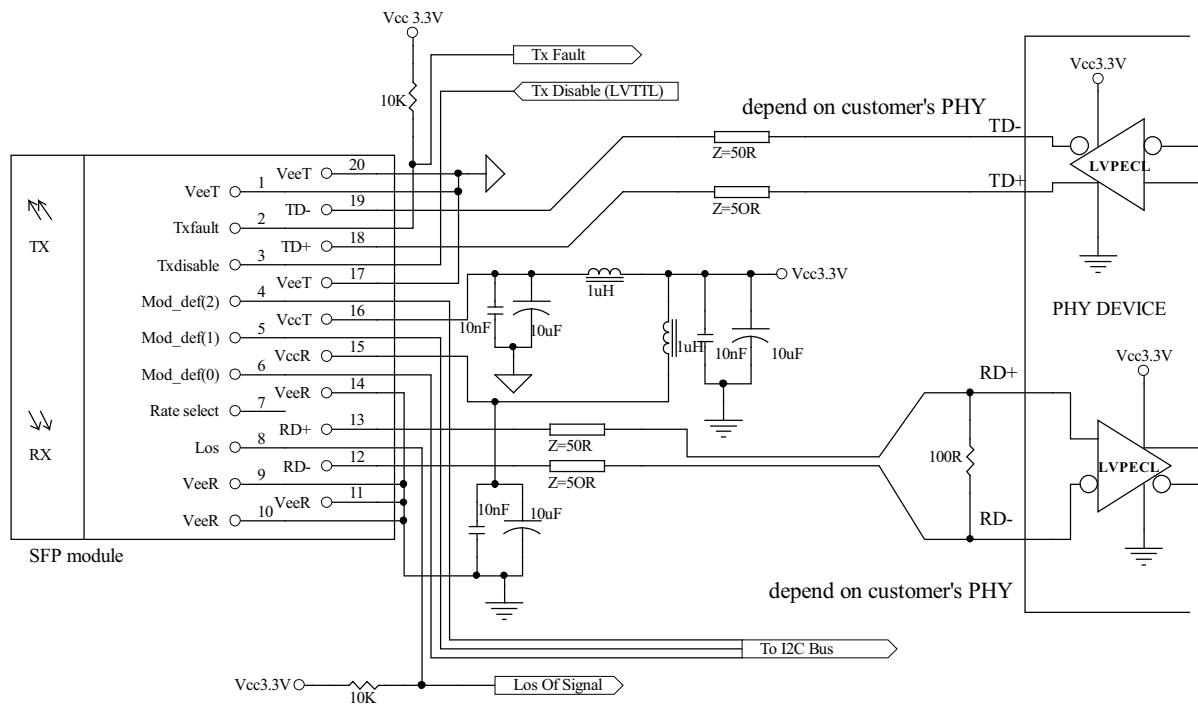 Vcc 3.3V
Tx Fault
10K
Tx Disable (LVTTL)
depend on customer's PHY
Vcc3.3V
TD-
LVPECL
Z=50R
TD+
Z=5OR
VeeT 20
VeeT 1
TD- 19
Txfault 2
TD+ 18
Txdisable 3
VeeT 17
Mod_def(2) 4
VccT 16
Mod_def(1) 5
VccR 15
Mod_def(0) 6
VeeR 14
Rate select 7
RD+ 13
Los 8
RD- 12
VeeR 9
VeeR 11
VeeR 10
TX
RX
SFP module
1uH
Vcc3.3V
10nF
10uF
1uH
10nF
10uF
PHY DEVICE
Vcc3.3V
RD+
Z=50R
Z=5OR
100R
LVPECL
10nF
10uF
RD-
depend on customer's PHY
To I2C Bus
Vcc3.3V
10K
Los Of Signal